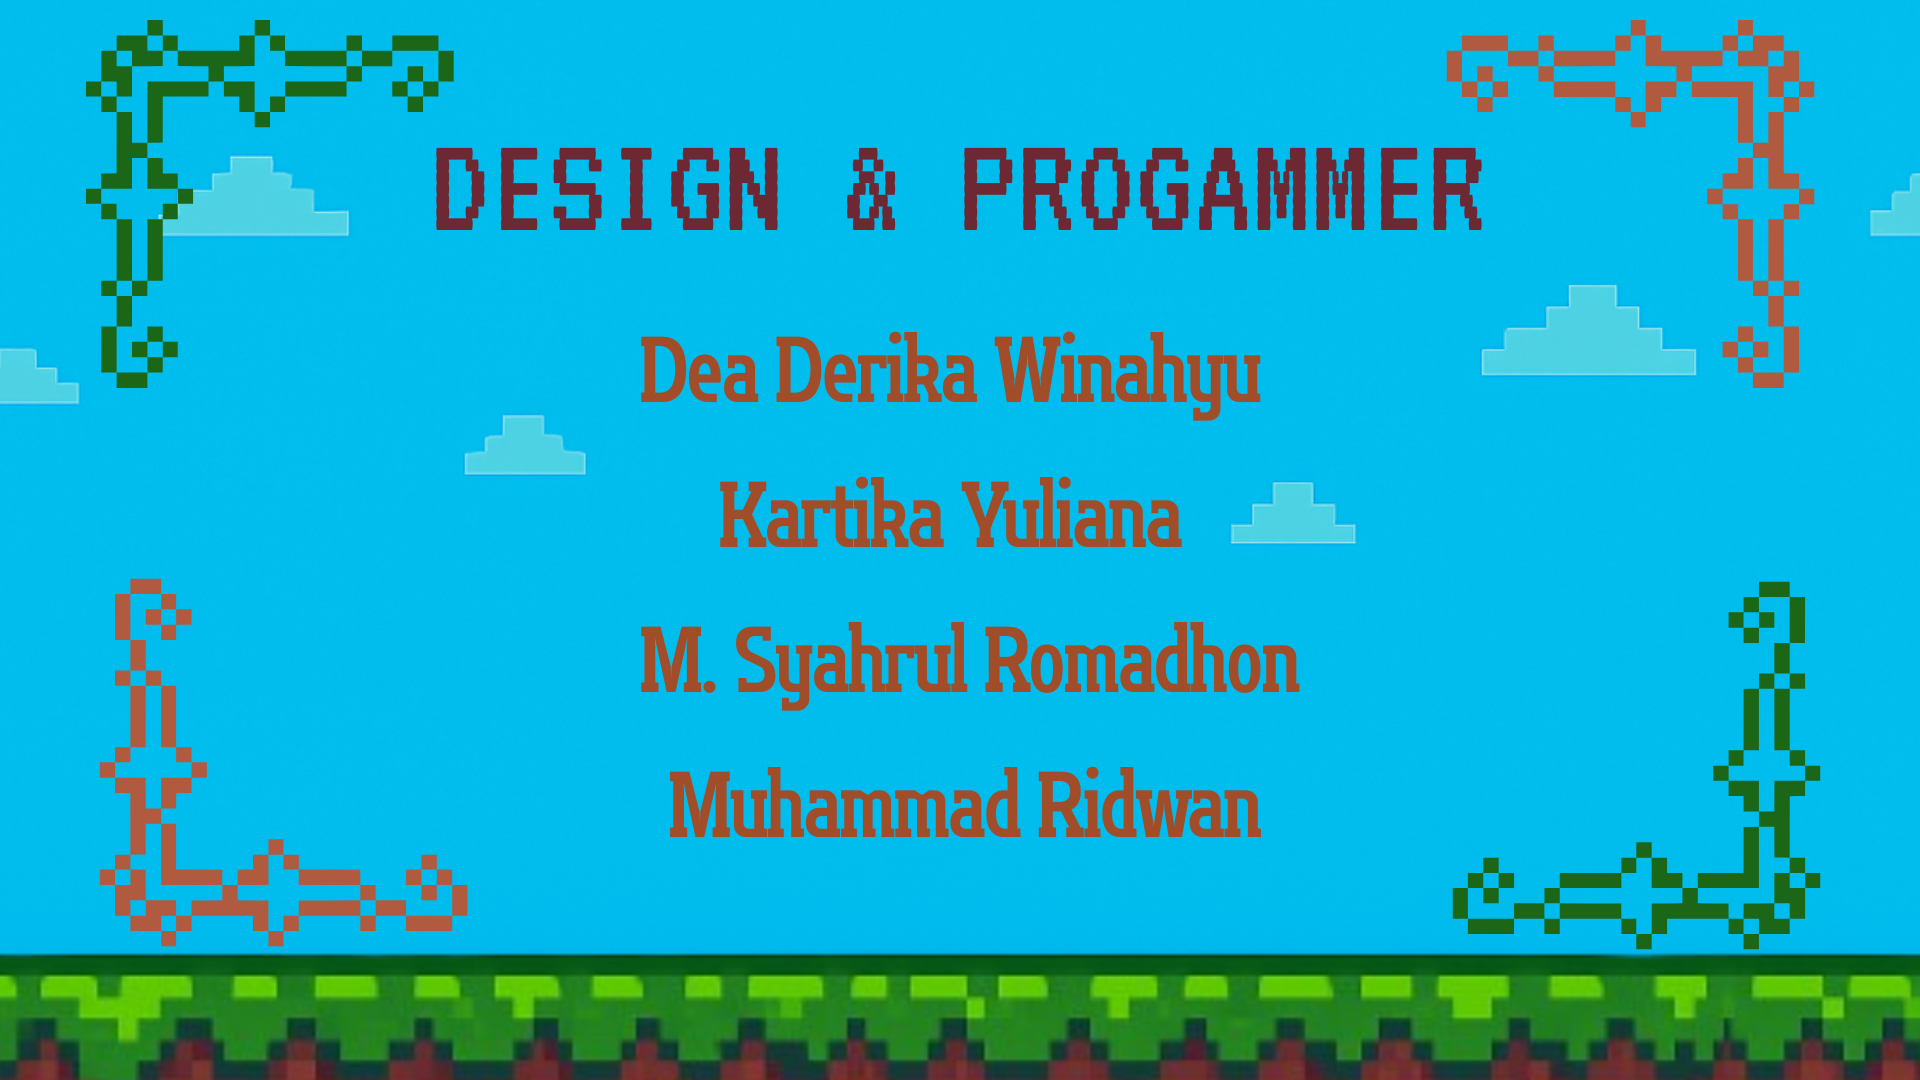 DESIGN & PROGAMMER
Dea Derika Winahyu
Kartika Yuliana
M. Syahrul Romadhon
Muhammad Ridwan